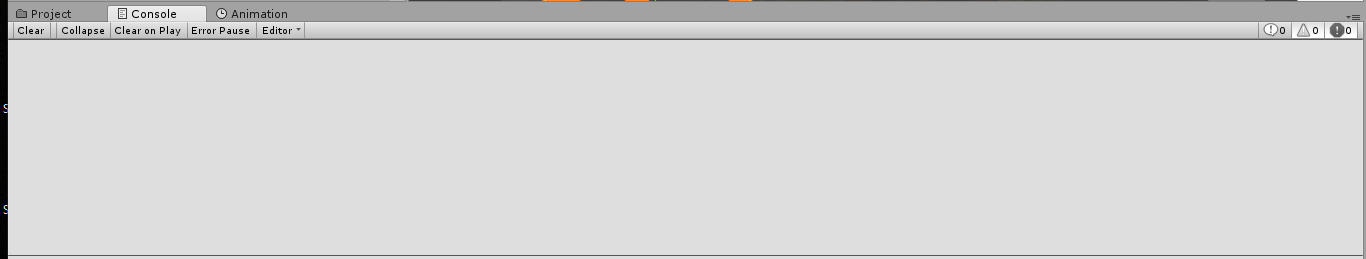 Project Console Animation
Clear Collapse Clear on Play Error Pause Editor 0 0 0
S
S